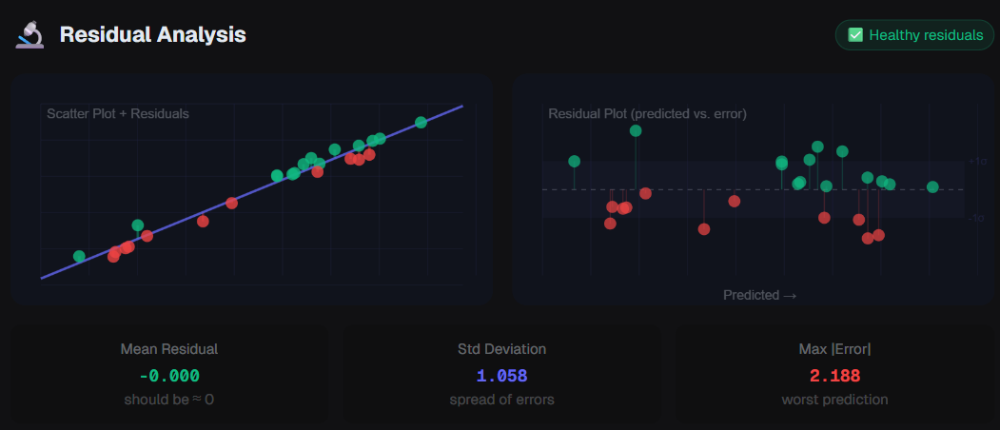 Residual Analysis
✅ Healthy residuals
Scatter Plot + Residuals
Residual Plot (predicted vs. error)
+1σ
-1σ
Predicted →
Mean Residual
-0.000
should be ≈ 0
Std Deviation
1.058
spread of errors
Max |Error|
2.188
worst prediction